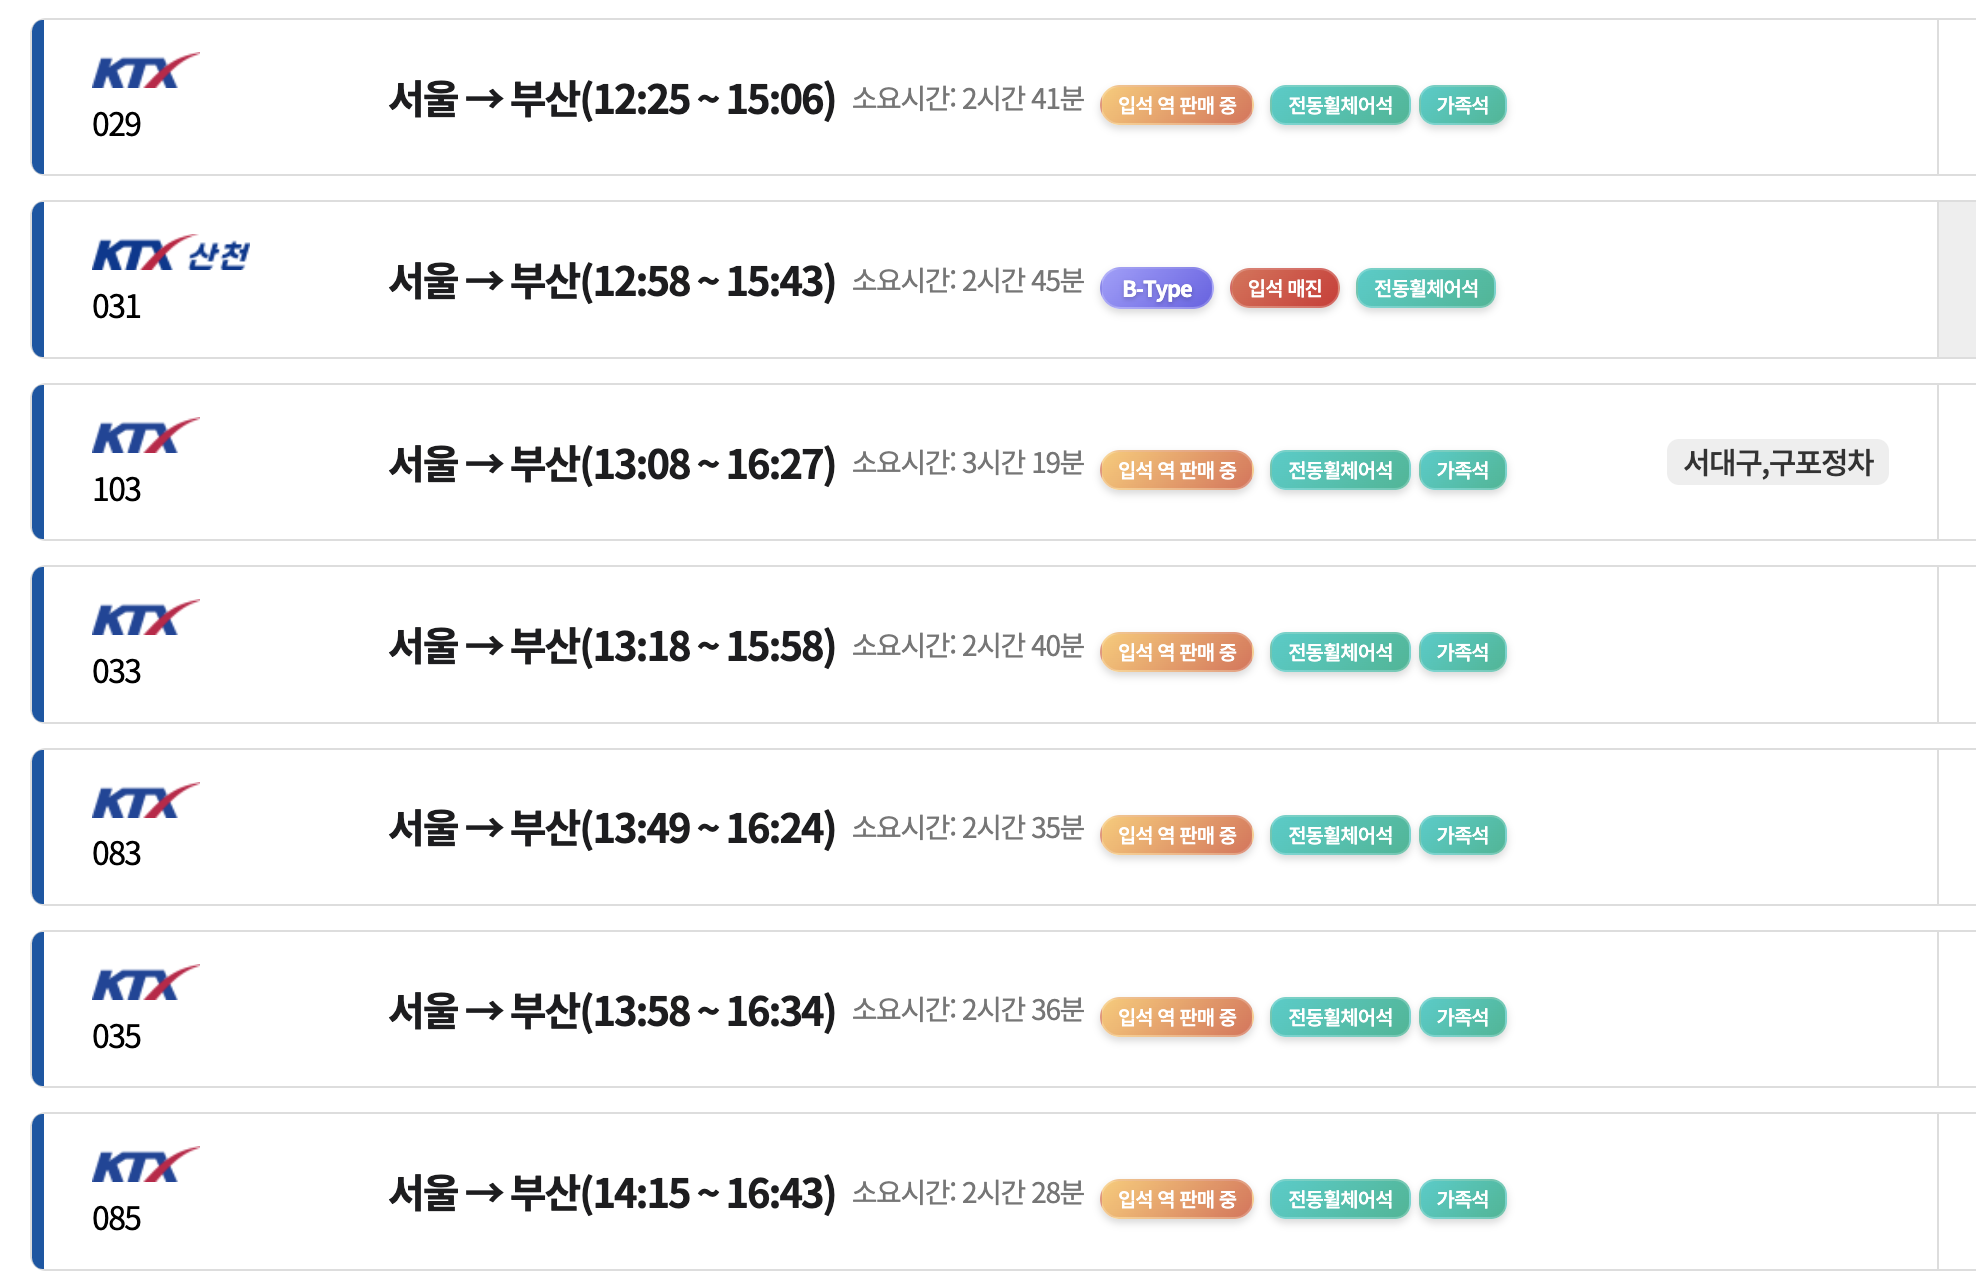 KTX
029
서울 → 부산(12:25 ~ 15:06) 소요시간: 2시간 41분 입석 역 판매 중 전동휠체어석 가족석
KTX 산천
031
서울 → 부산(12:58 ~ 15:43) 소요시간: 2시간 45분 B-Type 입석 매진 전동휠체어석
KTX
103
서울 → 부산(13:08 ~ 16:27) 소요시간: 3시간 19분 입석 역 판매 중 전동휠체어석 가족석 서대구,구포정차
KTX
033
서울 → 부산(13:18 ~ 15:58) 소요시간: 2시간 40분 입석 역 판매 중 전동휠체어석 가족석
KTX
083
서울 → 부산(13:49 ~ 16:24) 소요시간: 2시간 35분 입석 역 판매 중 전동휠체어석 가족석
KTX
035
서울 → 부산(13:58 ~ 16:34) 소요시간: 2시간 36분 입석 역 판매 중 전동휠체어석 가족석
KTX
085
서울 → 부산(14:15 ~ 16:43) 소요시간: 2시간 28분 입석 역 판매 중 전동휠체어석 가족석